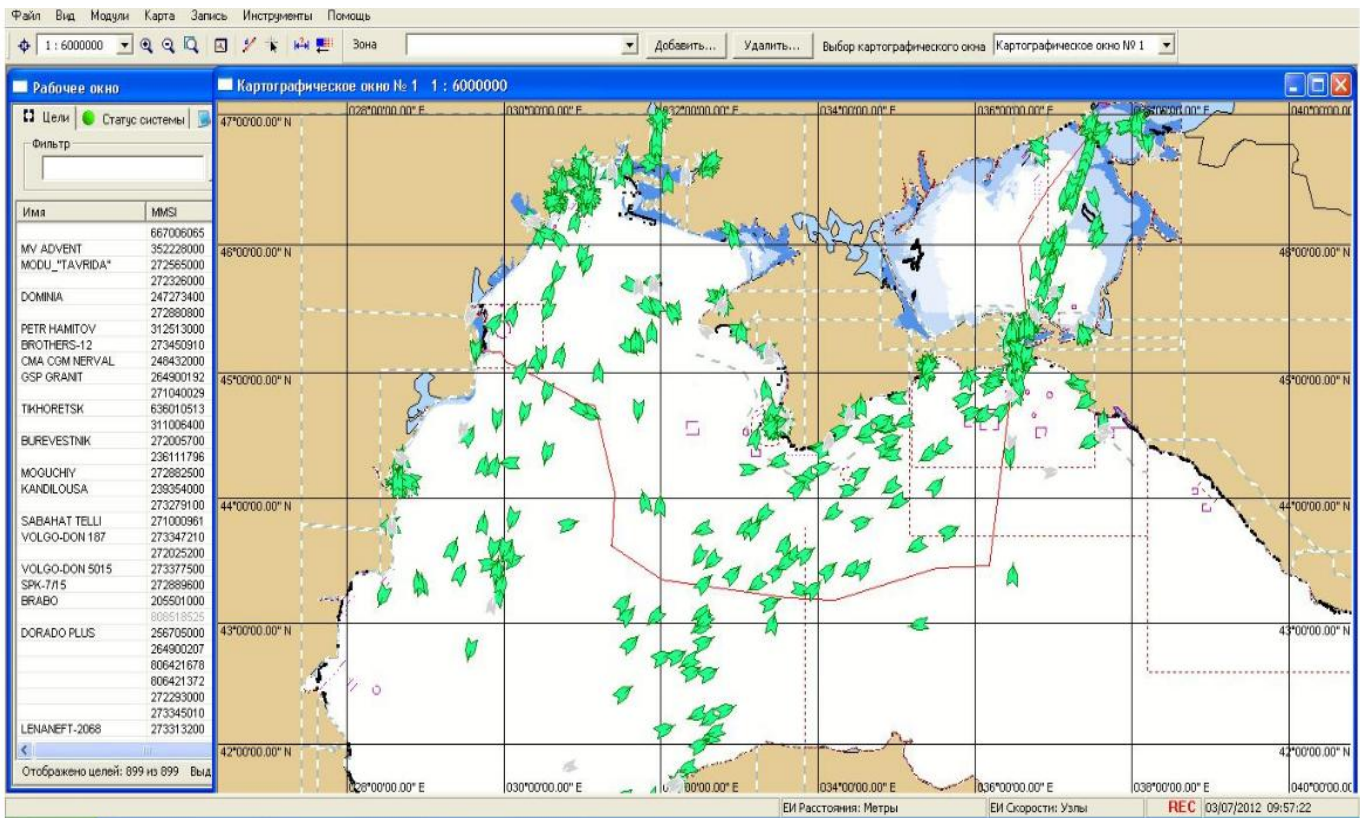 Файл Вид Модули Карта Запись Инструменты Помощь
1 : 6000000 Зона Добавить... Удалить... Выбор картографического окна Картографическое окно № 1
Рабочее окно
Цели Статус системы
Фильтр
Имя MMSI
667006065
MV ADVENT 352228000
MODU_"TAVRIDA" 272565000
272326000
DOMINIA 247273400
272880800
PETR HAMITOV 312513000
BROTHERS-12 273450910
CMA CGM NERVAL 248432000
GSP GRANIT 264900192
271040029
TIKHORETSK 636010513
311006400
BUREVESTNIK 272005700
236111796
MOGUCHIY 272882500
KANDILOUSA 239354000
273279100
SABAHAT TELLI 271000961
VOLGO-DON 187 273347210
272025200
VOLGO-DON 5015 273377500
SPK-7/15 272889600
BRABO 205501000
806518525
DORADO PLUS 256705000
264900207
806421678
806421372
272293000
273345010
LENANEFT-2068 273313200
Отображено целей: 899 из 899 Выд
Картографическое окно № 1 1 : 6000000
028°00'00.00" E 030°00'00.00" E 032°00'00.00" E 034°00'00.00" E 036°00'00.00" E 038°00'00.00" E 040°00'00.00
47°00'00.00" N
46°00'00.00" N 46°00'00.00" N
45°00'00.00" N 45°00'00.00" N
44°00'00.00" N 44°00'00.00" N
43°00'00.00" N 43°00'00.00" N
42°00'00.00" N 42°00'00.00" N
028°00'00.00" E 030°00'00.00" E 00.00" E 034°00'00.00" E 036°00'00.00" E 038°00'00.00" E 040°00'00.00
ЕИ Расстояния: Метры ЕИ Скорости: Узлы REC 03/07/2012 09:57:22